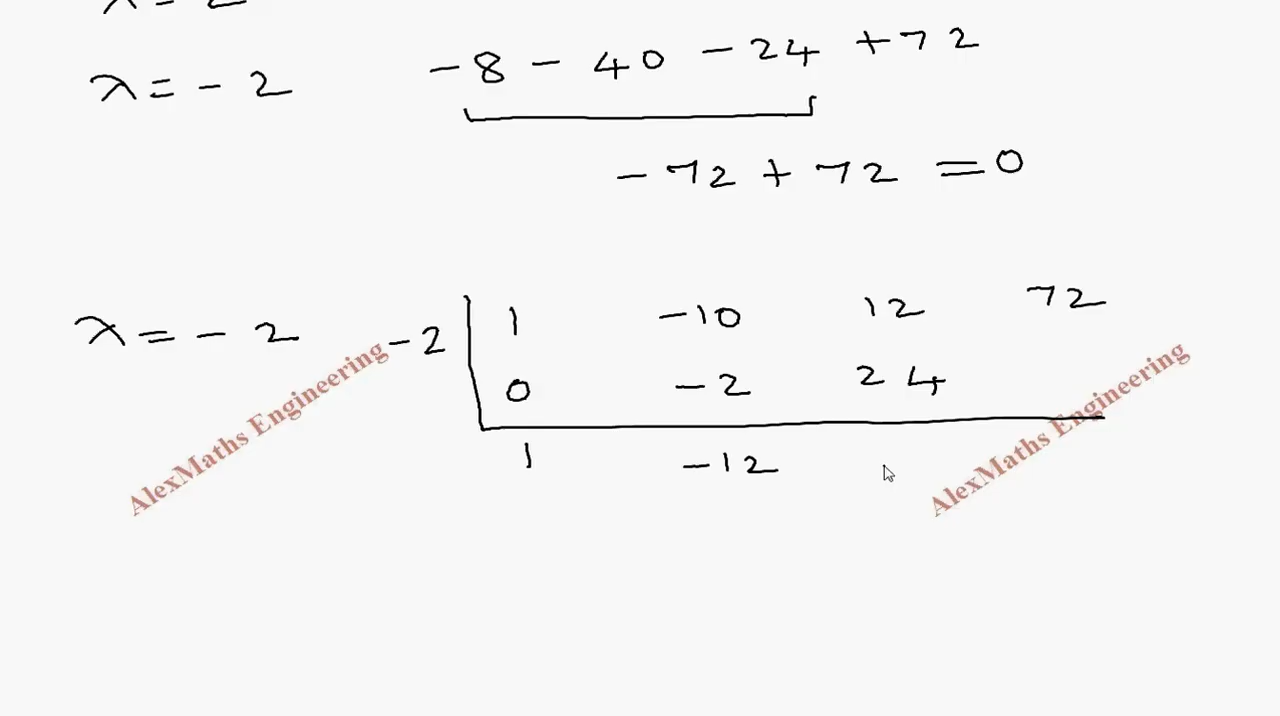 λ = - 2
- 8 - 40 - 24 + 72
- 72 + 72 = 0
λ = - 2 -2 | 1 -10 12 72
0 -2 24
1 -12
AlexMaths Engineering
AlexMaths Engineering